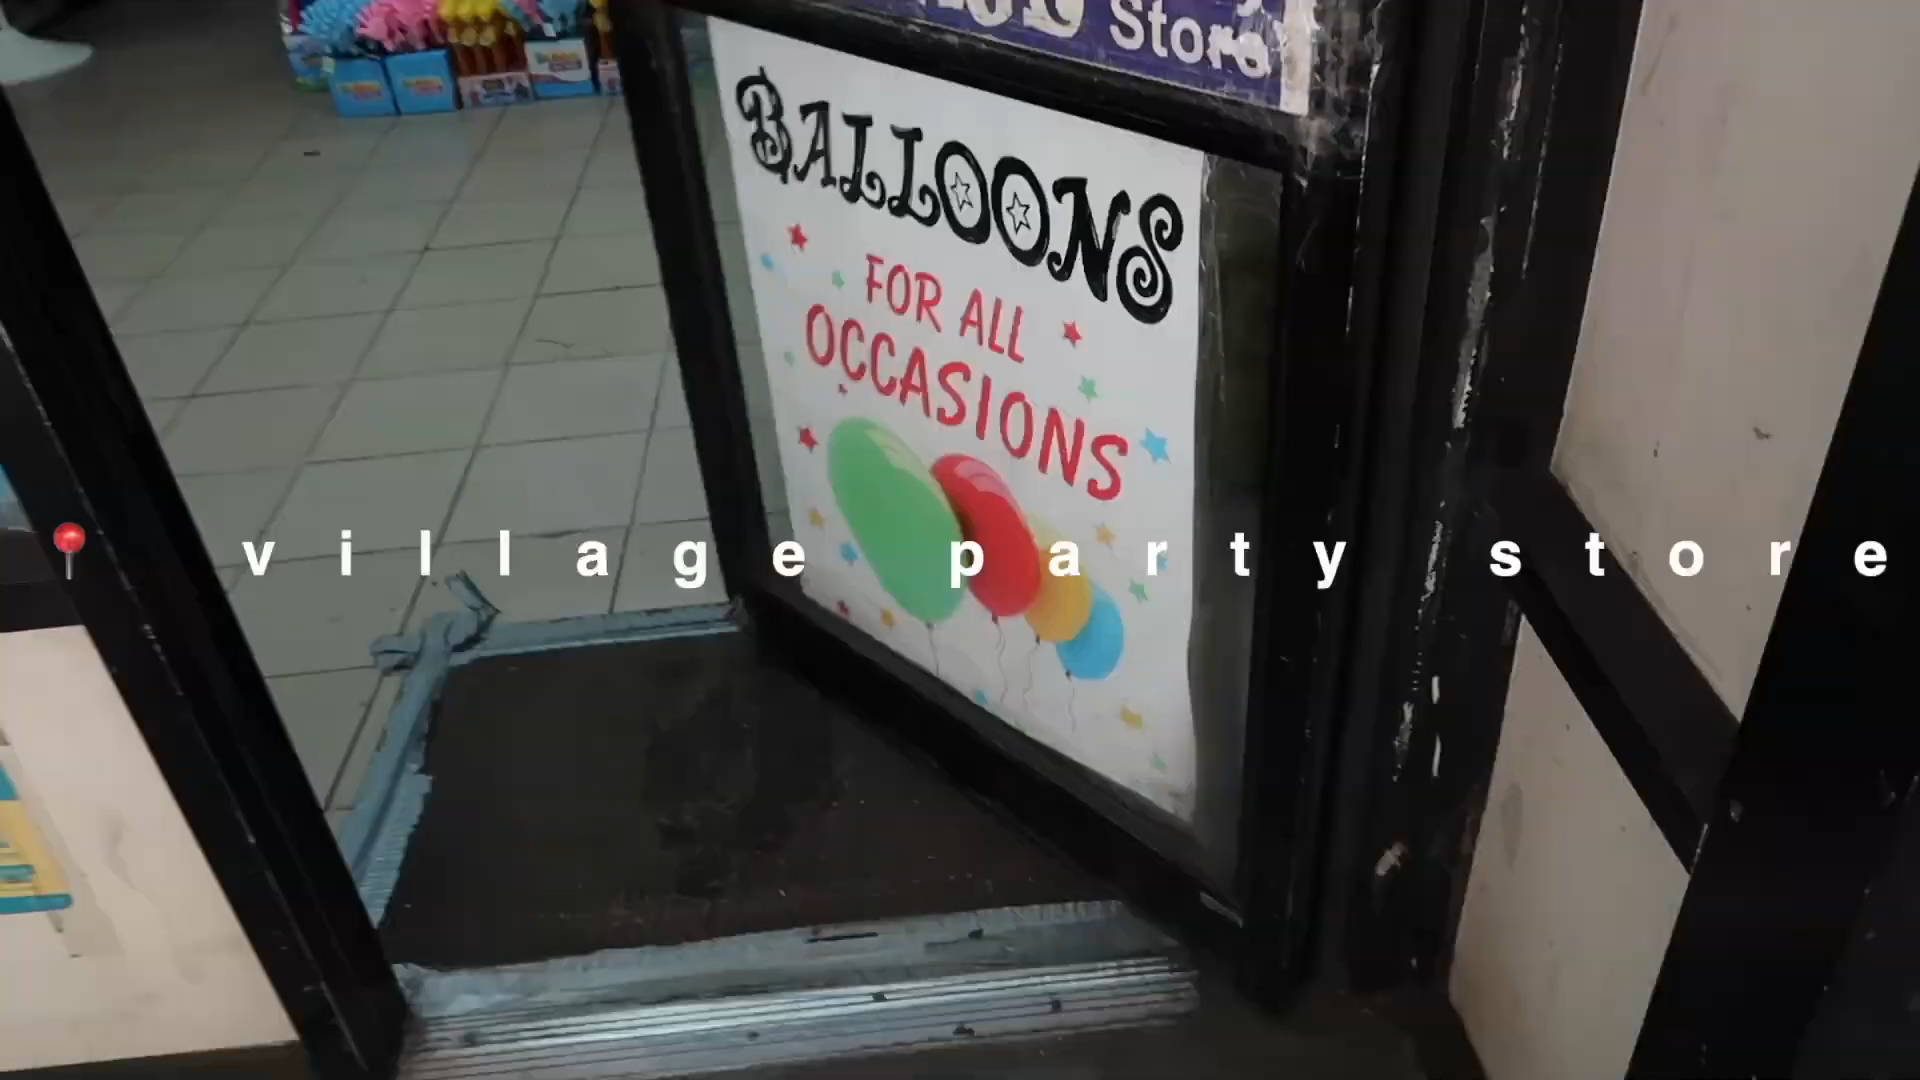 Store
BALLOONS
FOR ALL
OCCASIONS
village party store